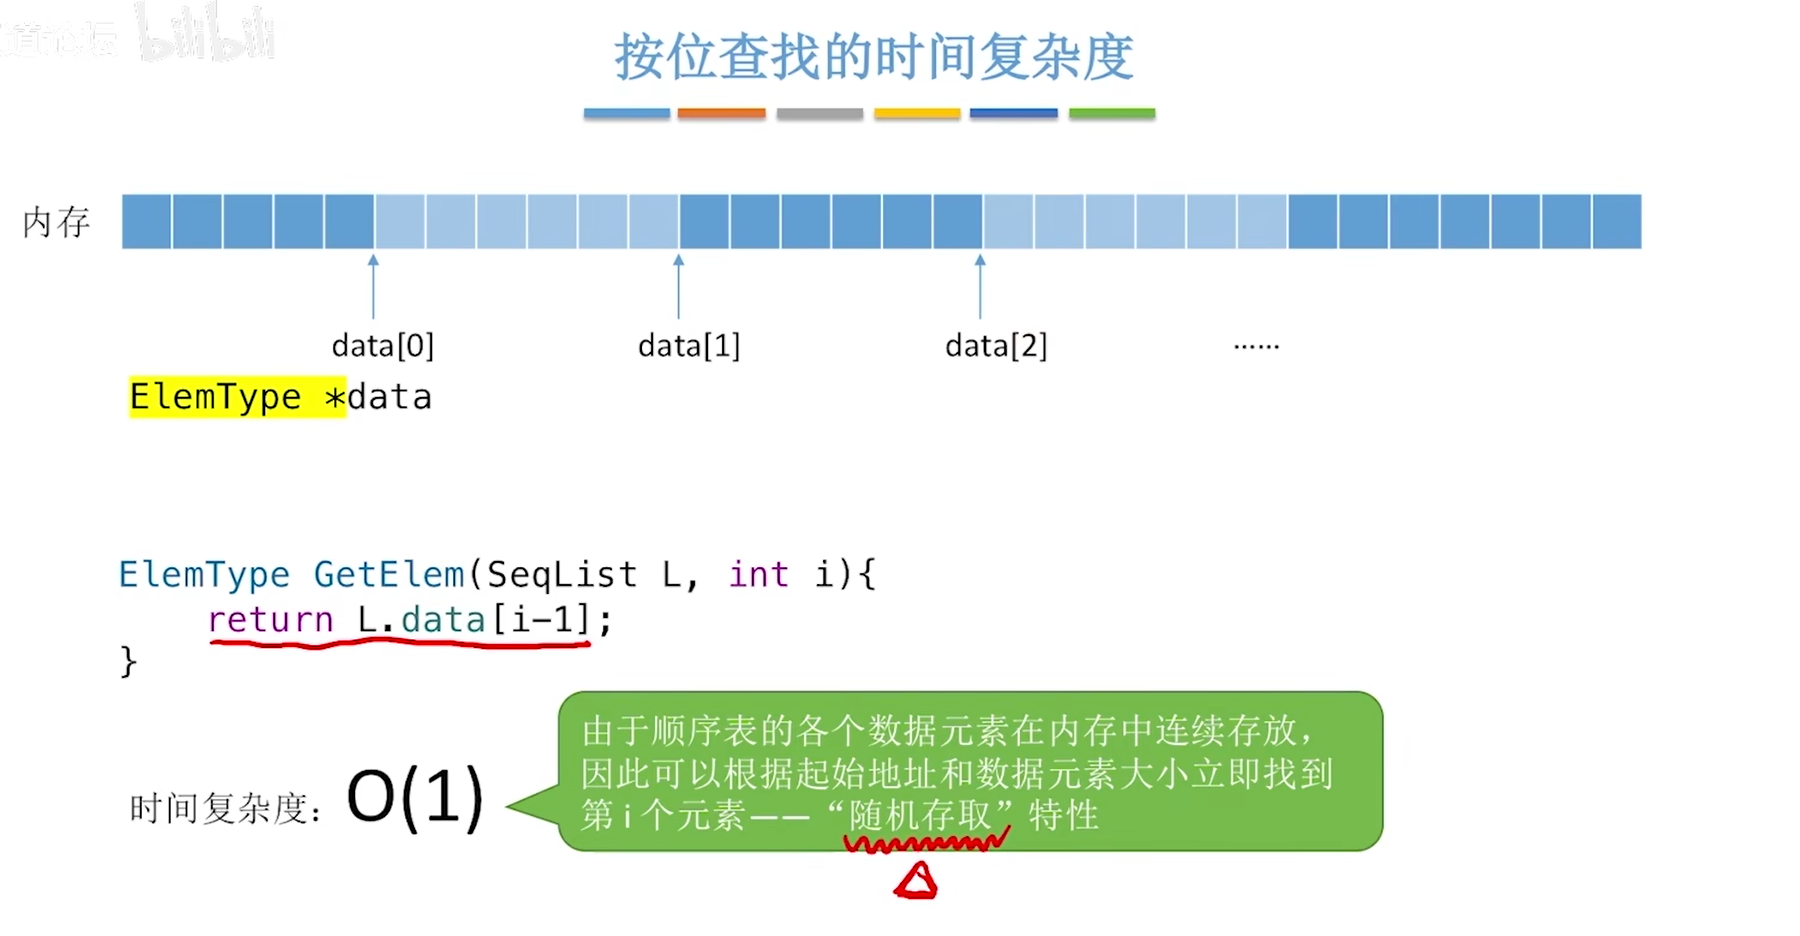 道论坛 bilibili
按位查找的时间复杂度
内存
data[0] data[1] data[2] ……
ElemType *data
ElemType GetElem(SeqList L, int i){
return L.data[i-1];
}
由于顺序表的各个数据元素在内存中连续存放，
因此可以根据起始地址和数据元素大小立即找到
第 i 个元素——“随机存取”特性
时间复杂度：O(1)